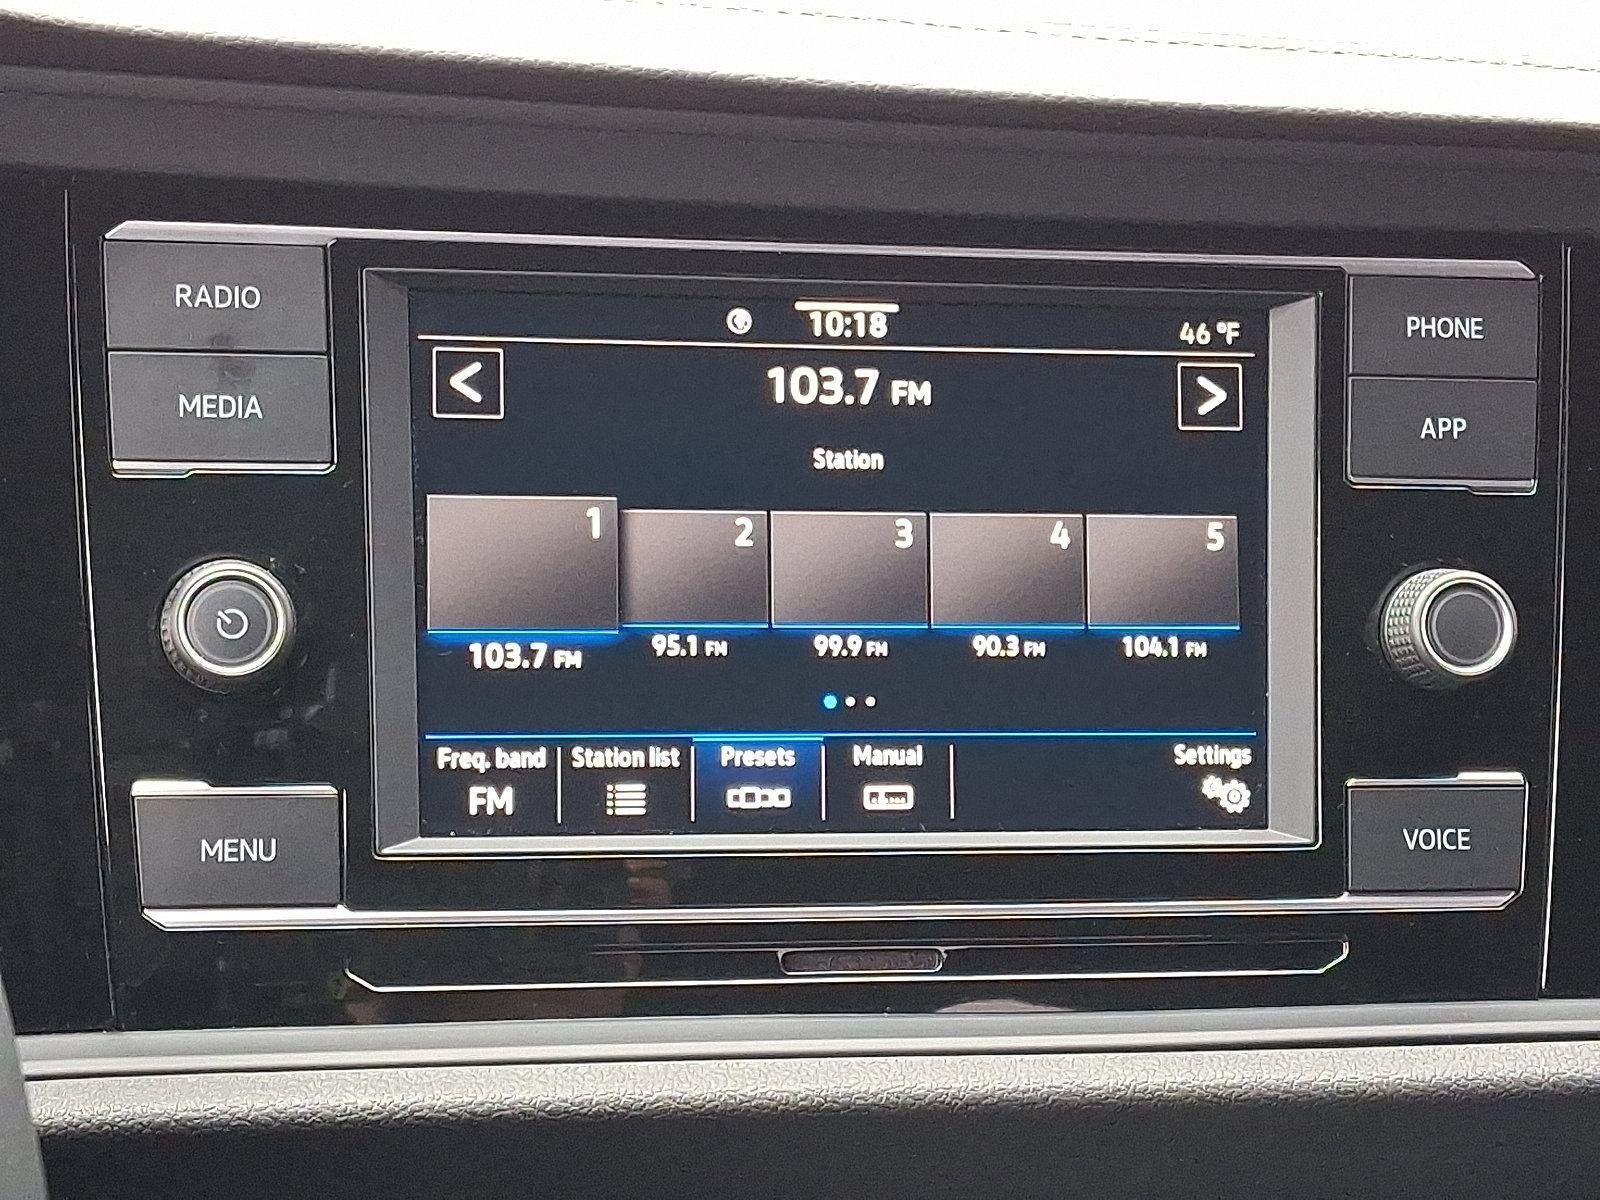 RADIO
MEDIA
MENU
10:18
46 °F
<
103.7 FM
>
Station
1
2
3
4
5
103.7 FM
95.1 FM
99.9 FM
90.3 FM
104.1 FM
Freq. band
FM
Station list
Presets
Manual
Settings
PHONE
APP
VOICE